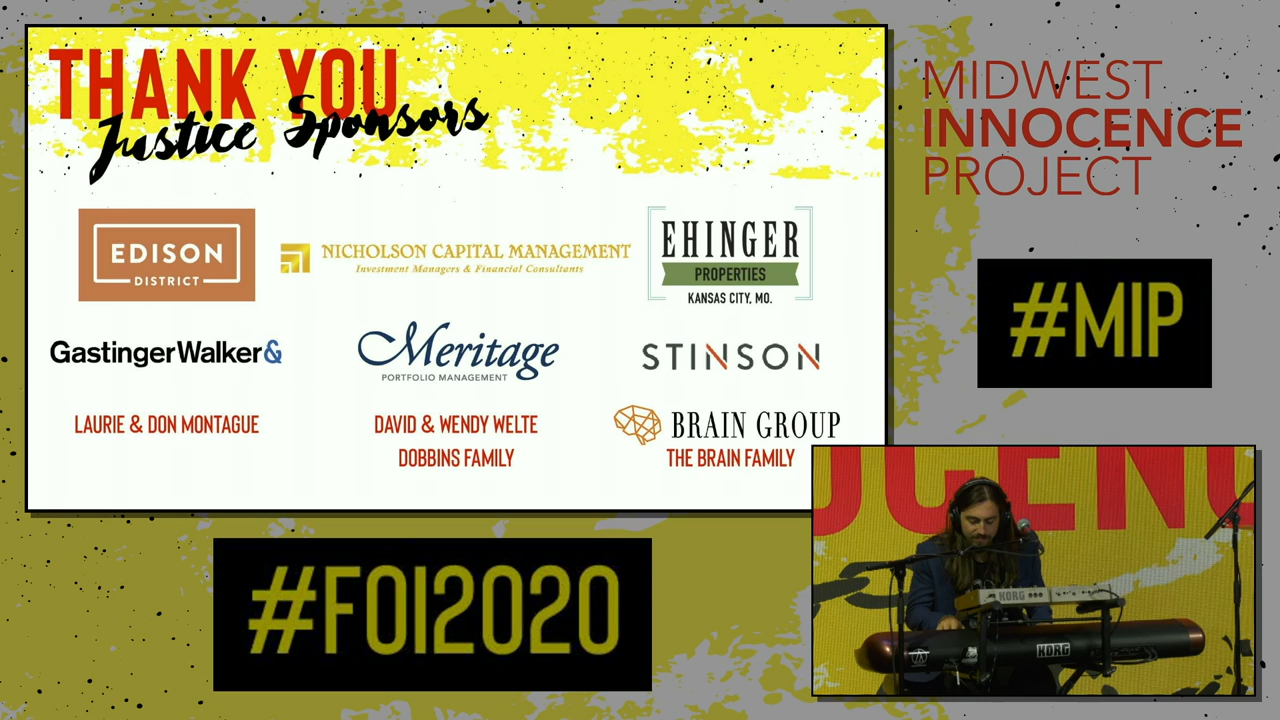 THANK YOU
Justice Sponsors
MIDWEST
INNOCENCE
PROJECT
EDISON
DISTRICT
NICHOLSON CAPITAL MANAGEMENT
Investment Managers & Financial Consultants
EHINGER
PROPERTIES
KANSAS CITY, MO.
#MIP
GastingerWalker&
Meritage
PORTFOLIO MANAGEMENT
STINSON
LAURIE & DON MONTAGUE
DAVID & WENDY WELTE
DOBBINS FAMILY
BRAIN GROUP
THE BRAIN FAMILY
#FOI2020
OCENC
KORG
KORG